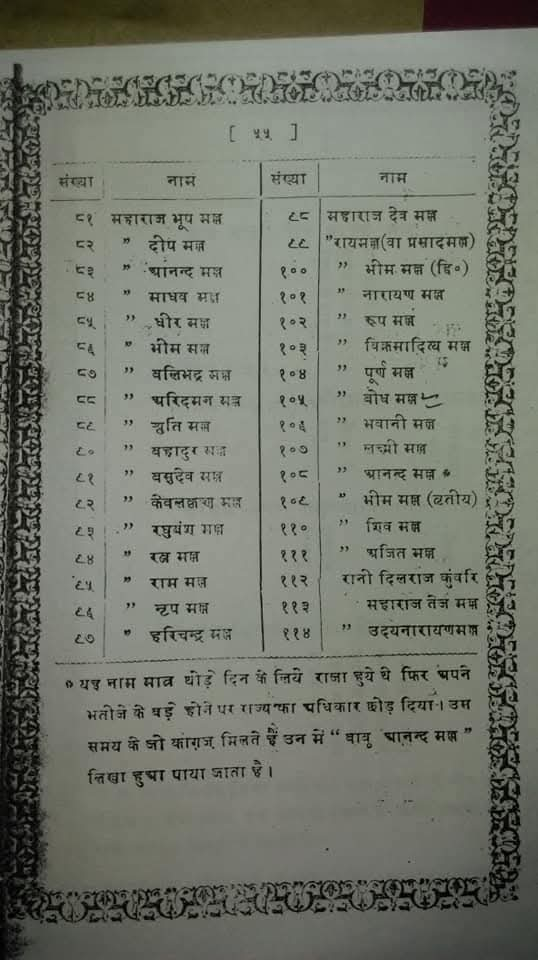 [ ५५ ]
संख्या नाम संख्या नाम
८१ महाराज भूप मल्ल ९८ महाराज देव मल्ल
८२ ” दीप मल्ल ९९ ”रायमल्ल(वा प्रसादमल्ल)
८३ ” आनन्द मल्ल १०० ” भीम मल्ल (द्वि०)
८४ ” माधव मल्ल १०१ ” नारायण मल्ल
८५ ” धीर मल्ल १०२ ” रूप मल्ल
८६ ” भीम मल्ल १०३ ” विक्रमादित्य मल्ल
८७ ” बलिभद्र मल्ल १०४ ” पूर्ण मल्ल
८८ ” अरिदमन मल्ल १०५ ” बोध मल्ल
८९ ” श्रुति मल्ल १०६ ” भवानी मल्ल
९० ” बहादुर मल्ल १०७ ” लक्ष्मी मल्ल
९१ ” बसुदेव मल्ल १०८ ” आनन्द मल्ल *
९२ ” मल्ल १०९ ” भीम मल्ल (तृतीय)
९३ ” रघुवंश मल्ल ११० ” शिव मल्ल
९४ ” रत्न मल्ल १११ ” अजित मल्ल
९५ ” राम मल्ल ११२ रानी दिलराज कुंवरि
९६ ” नृप मल्ल ११३ महाराज तेज मल्ल
९७ ” हरिचन्द्र मल्ल ११४ ” उदयनारायणमल्ल
* यह नाम मात्र थोड़े दिन के लिये राजा हुये थे फिर अपने
भतीजे के बड़े होने पर राज्य का अधिकार छोड़ दिया। उस
समय के जो कागज़ मिलते हैं उन में “ बाबु आनन्द मल्ल ”
लिखा हुआ पाया जाता है।